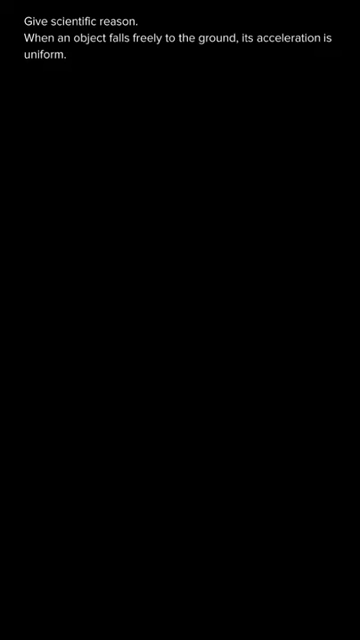 Give scientific reason.
When an object falls freely to the ground, its acceleration is
uniform.